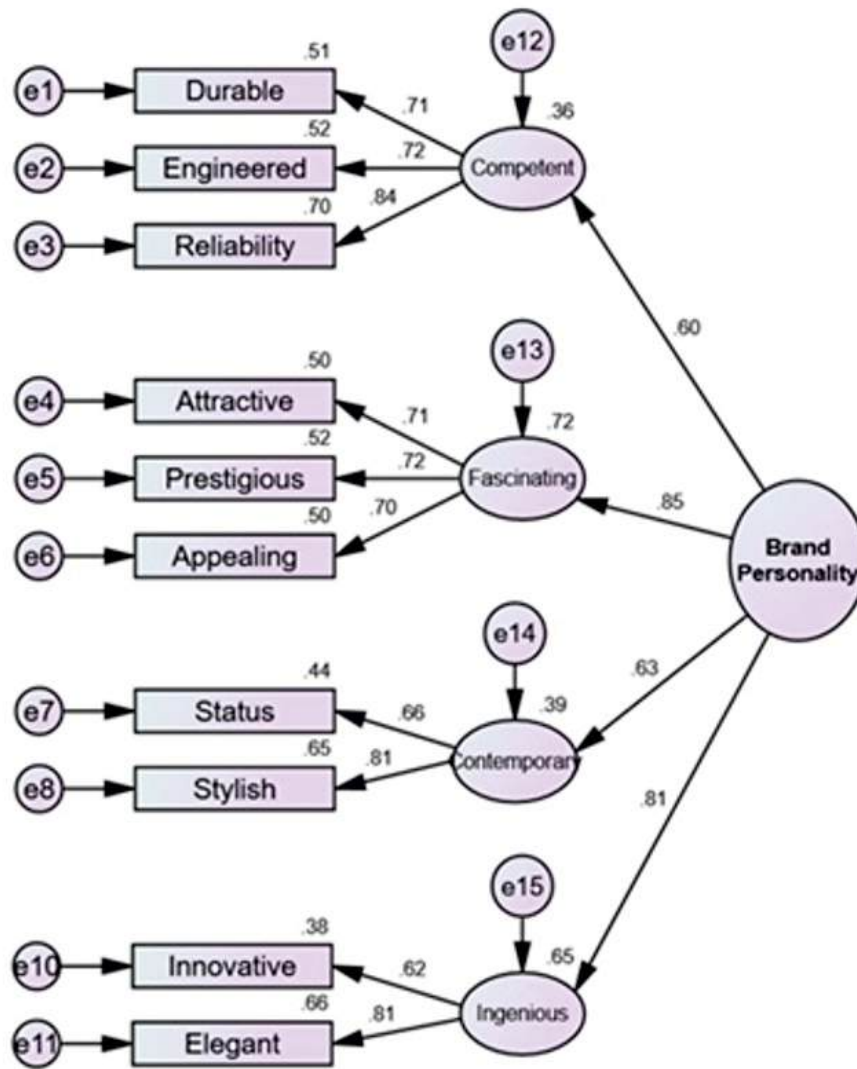 e12
.51
e1
Durable
.71
.36
.52
e2
Engineered
.72
Competent
.70
.84
e3
Reliability
.60
e13
.50
e4
Attractive
.71
.72
.52
e5
Prestigious
.72
Fascinating
.50
.70
.85
e6
Appealing
Brand
Personality
e14
.44
.63
e7
Status
.66
.39
.65
.81
Contemporary
e8
Stylish
.81
e15
.38
e10
Innovative
.62
.65
.66
.81
Ingenious
e11
Elegant